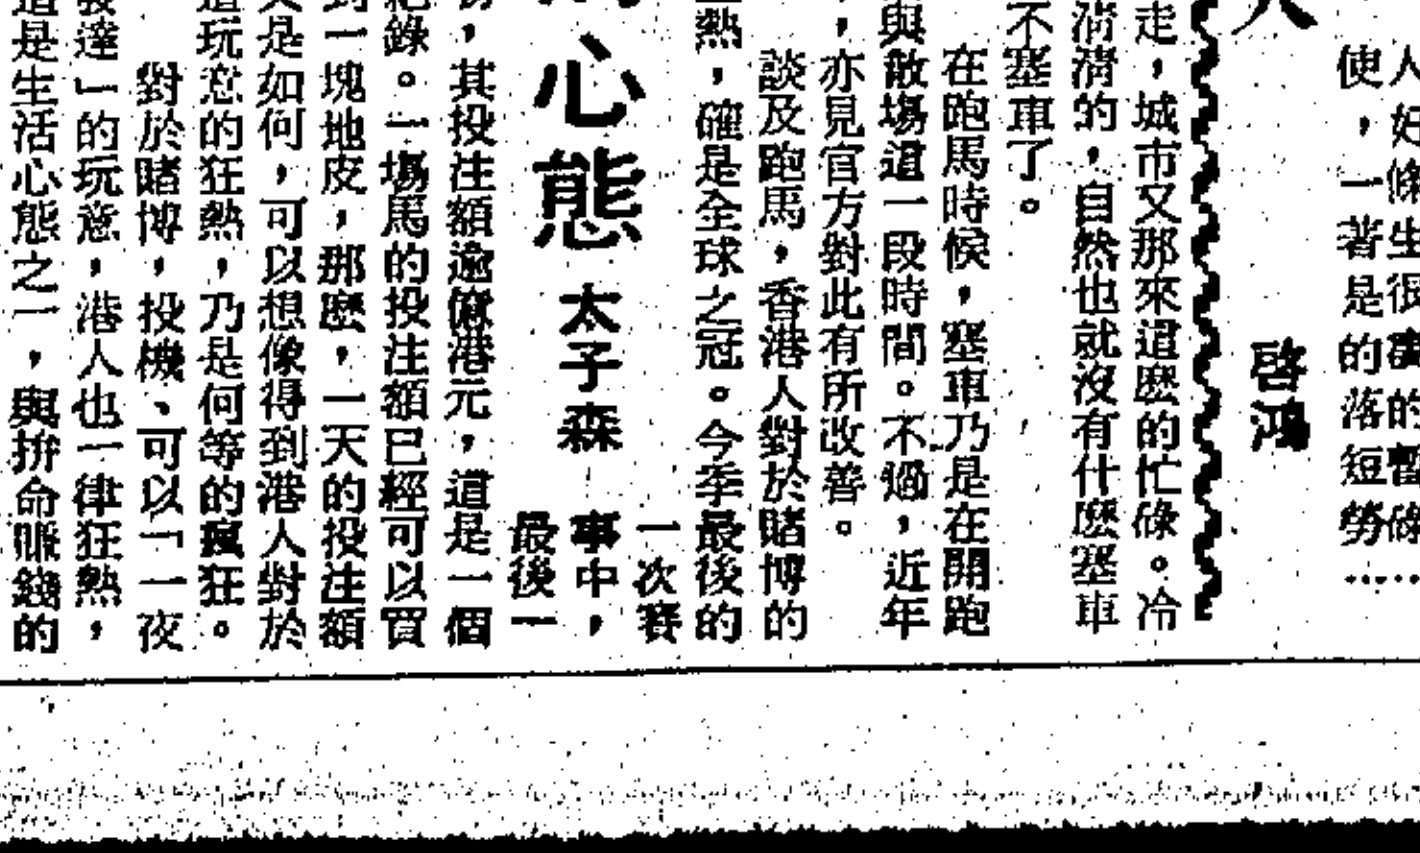 人好條生很真的暫碌
使，一著是的落短勞……
啓鴻
走，城市又那來這麽的忙碌。冷
清清的，自然也就沒有什麽塞車
不塞車了。
在跑馬時候，塞車乃是在開跑
與散場這一段時間。不過，近年
，亦見官方對此有所改善。
談及跑馬，香港人對於賭博的
熱，確是全球之冠。今季最後的
一次賽
事中，
最後一
心態 太子森
，其投注額逾億港元，這是一個
紀錄。一場馬的投注額已經可以買
到一塊地皮，那麽，一天的投注額
又是如何，可以想像得到港人對於
這玩意的狂熱，乃是何等的瘋狂。
對於賭博，投機、可以「一夜
發達」的玩意，港人也一律狂熱，
這是生活心態之一，與拚命賺錢的